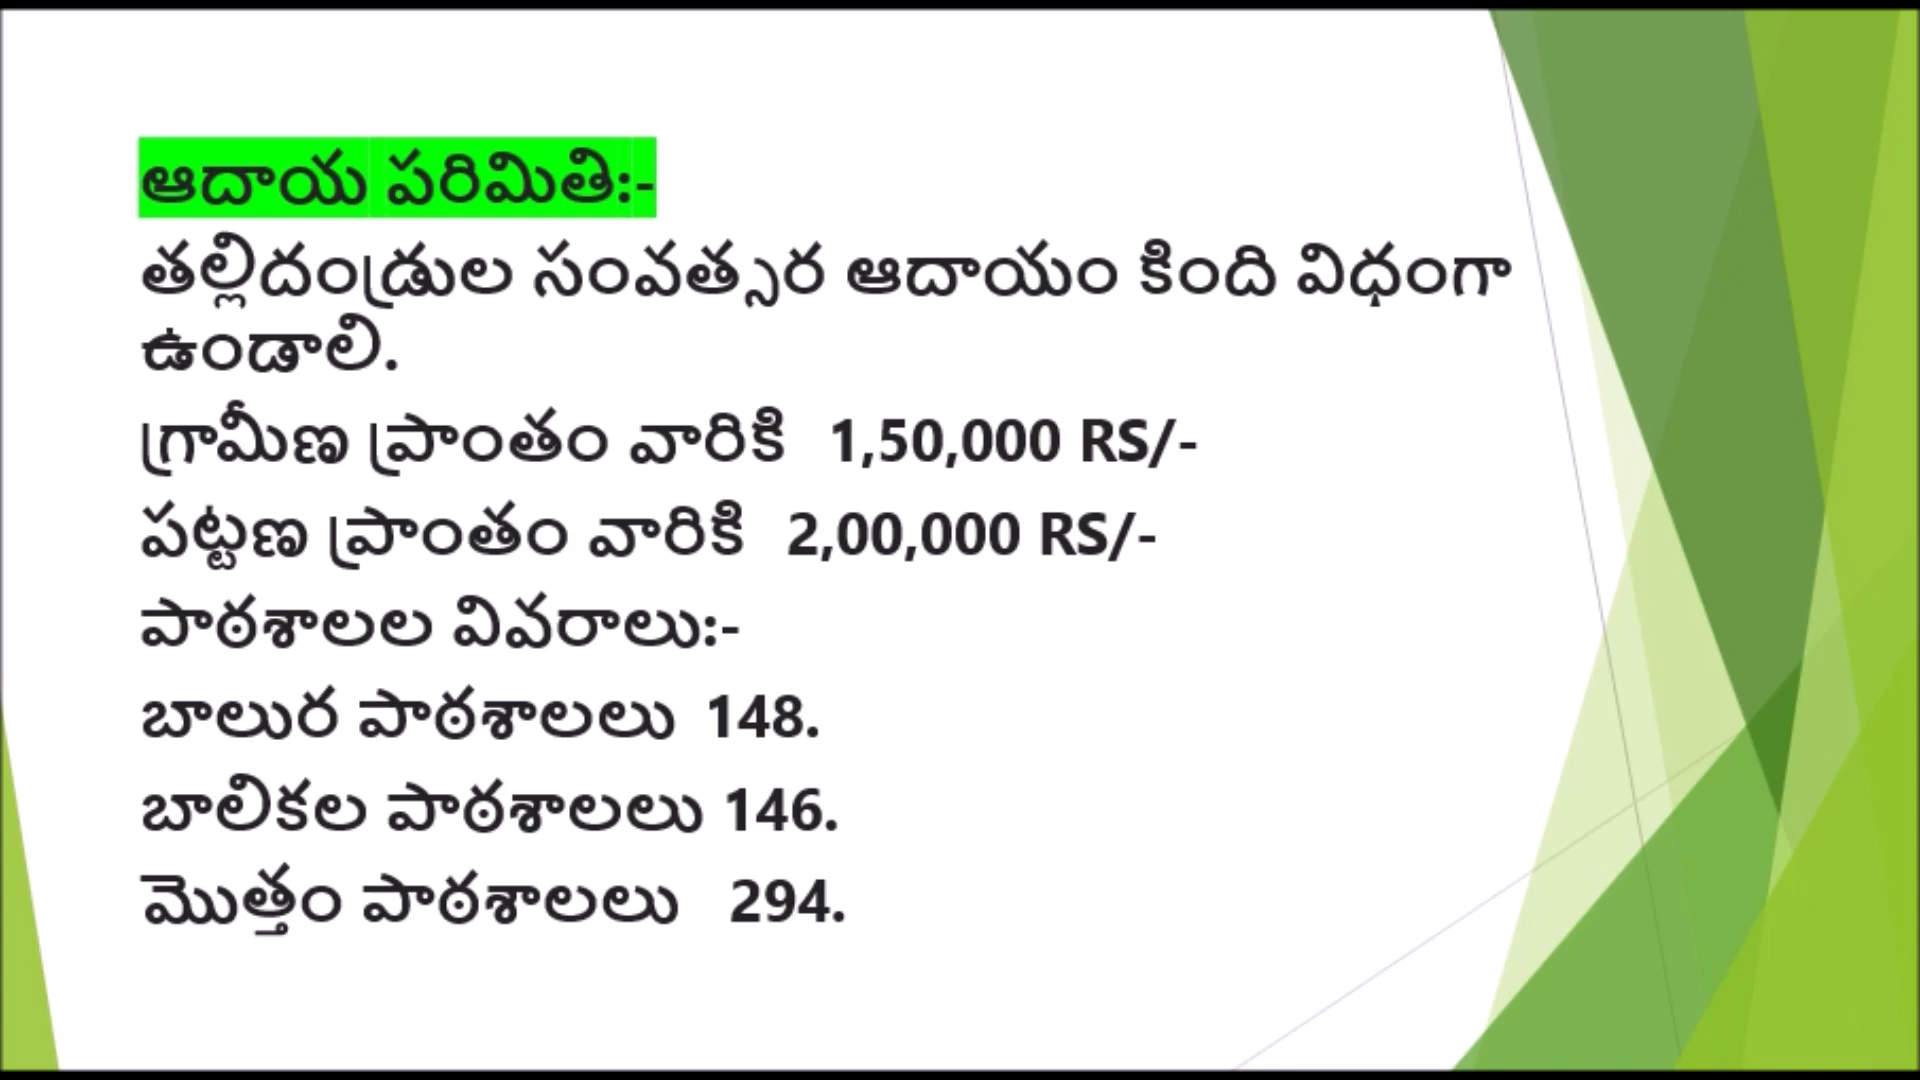 ఆదాయ పరిమితి:-
తల్లిదండ్రుల సంవత్సర ఆదాయం కింది విధంగా
ఉండాలి.
గ్రామీణ ప్రాంతం వారికి 1,50,000 RS/-
పట్టణ ప్రాంతం వారికి 2,00,000 RS/-
పాఠశాలల వివరాలు:-
బాలుర పాఠశాలలు 148.
బాలికల పాఠశాలలు 146.
మొత్తం పాఠశాలలు 294.